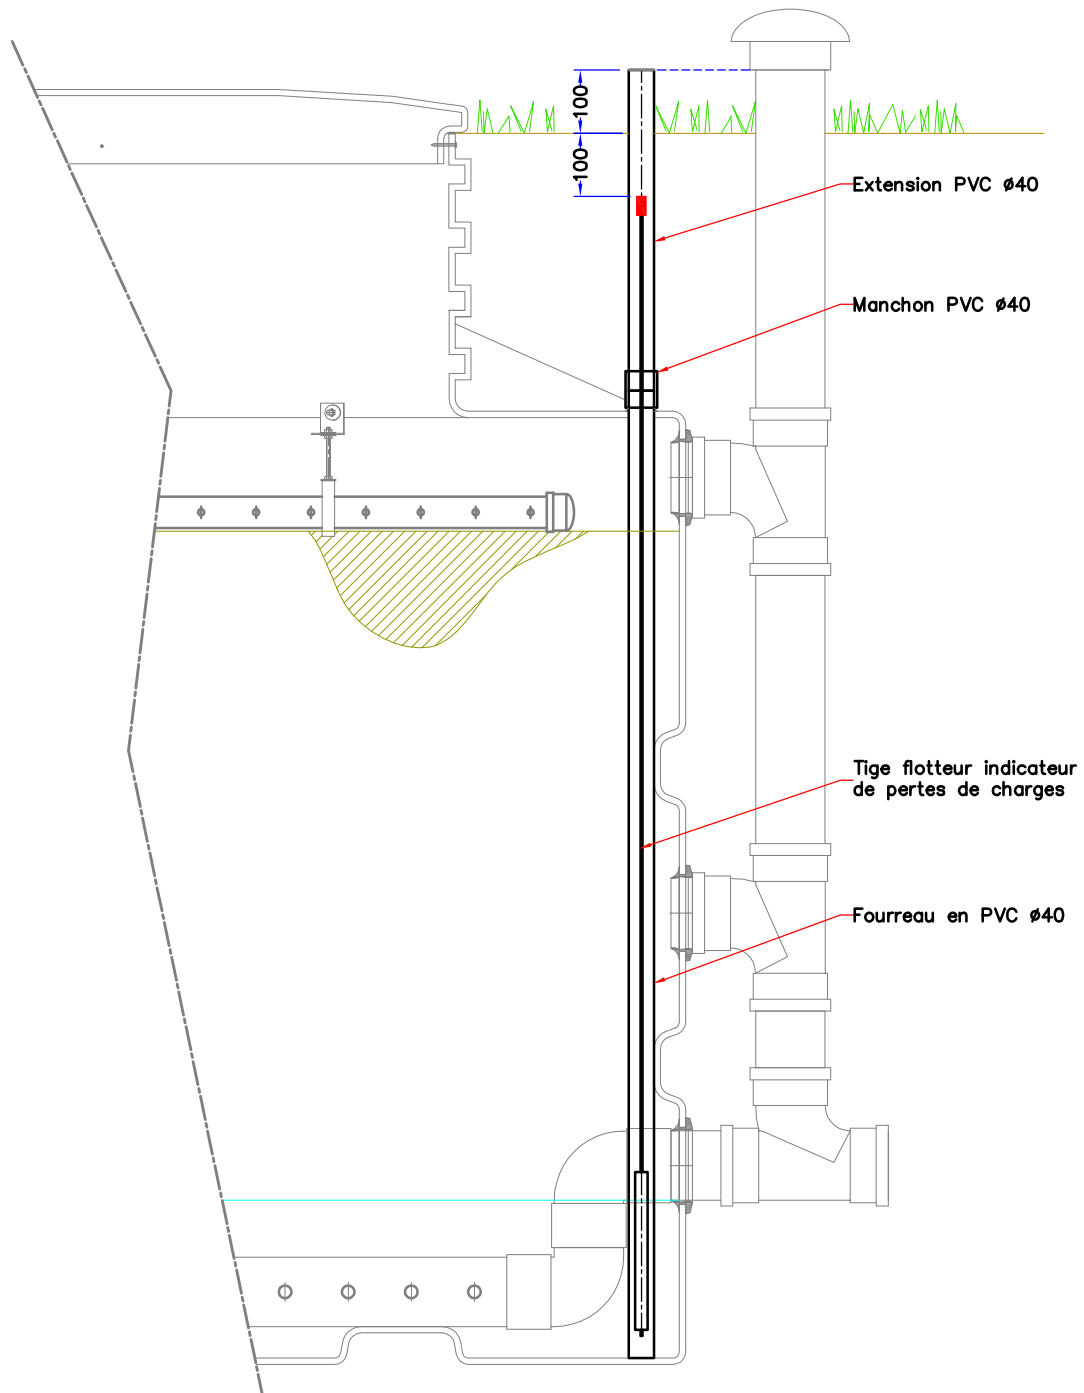 100
100
Extension PVC ø40
Manchon PVC ø40
Tige flotteur indicateur
de pertes de charges
Fourreau en PVC ø40